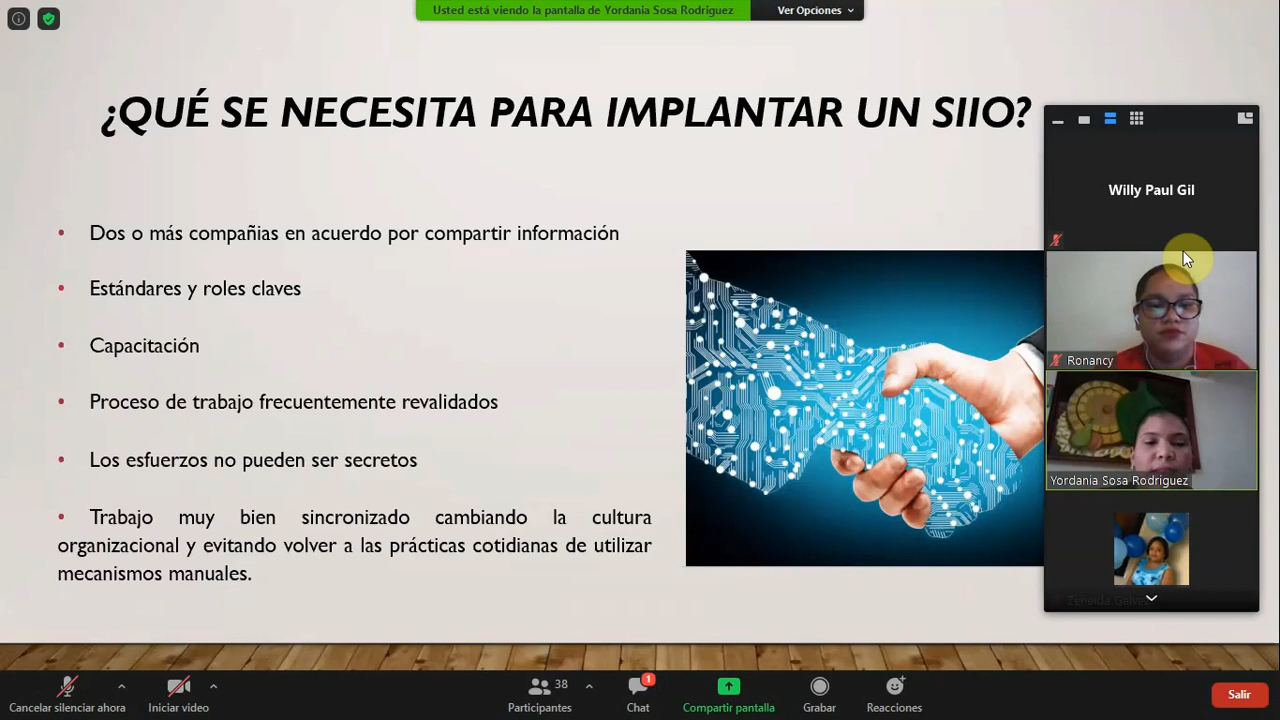 Usted está viendo la pantalla de Yordania Sosa Rodriguez
Ver Opciones
¿QUÉ SE NECESITA PARA IMPLANTAR UN SIIO?
• Dos o más compañias en acuerdo por compartir información
• Estándares y roles claves
• Capacitación
• Proceso de trabajo frecuentemente revalidados
• Los esfuerzos no pueden ser secretos
• Trabajo muy bien sincronizado cambiando la cultura
organizacional y evitando volver a las prácticas cotidianas de utilizar
mecanismos manuales.
Willy Paul Gil
Ronancy
Yordania Sosa Rodriguez
Cancelar silenciar ahora
Iniciar video
38
Participantes
1
Chat
Compartir pantalla
Grabar
Reacciones
Salir